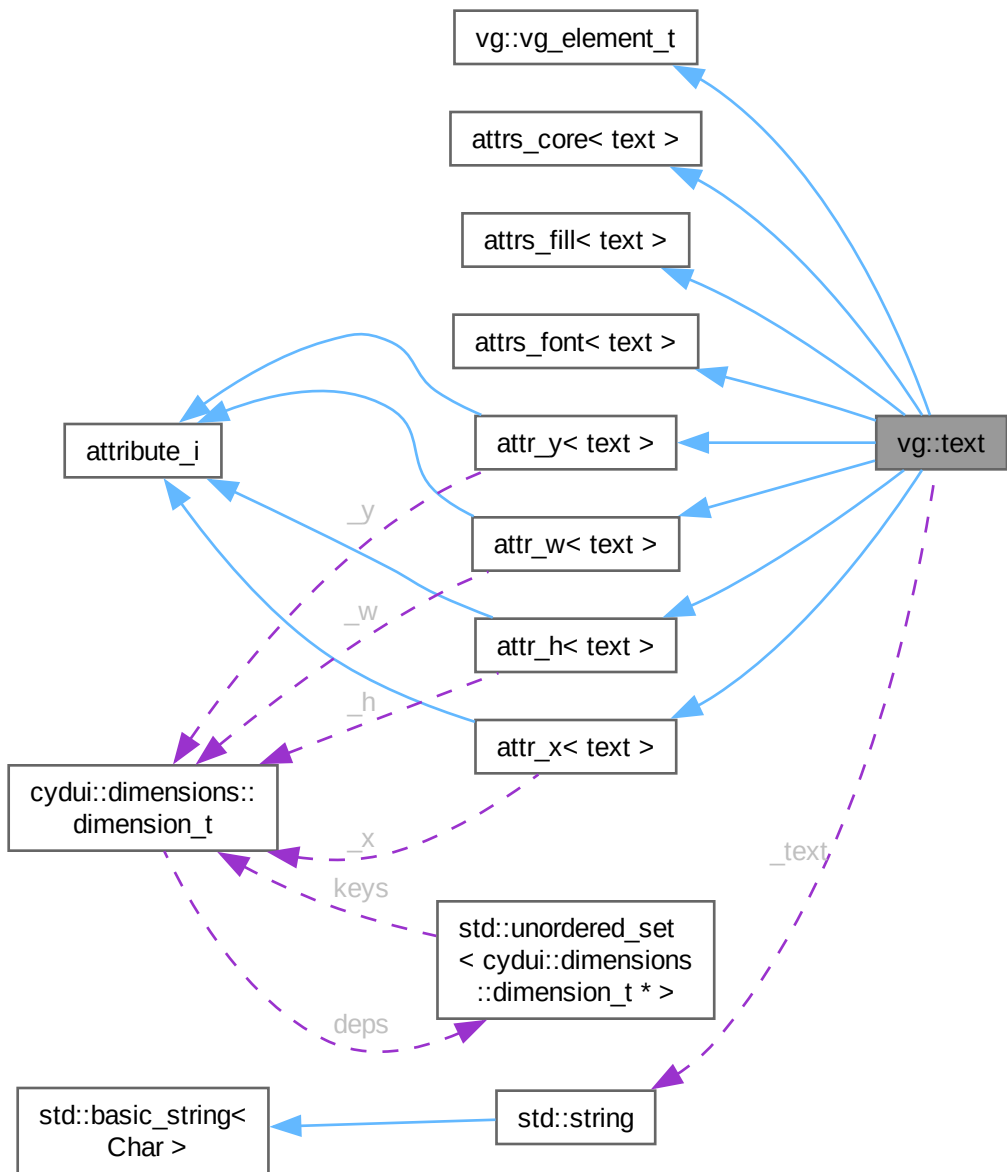 vg::vg_element_t
attrs_core< text >
attrs_fill< text >
attrs_font< text >
attribute_i
attr_y< text >
vg::text
_y
attr_w< text >
_w
attr_h< text >
_h
attr_x< text >
cydui::dimensions::
dimension_t
_x
_text
keys
std::unordered_set
< cydui::dimensions
::dimension_t * >
deps
std::basic_string<
Char >
std::string